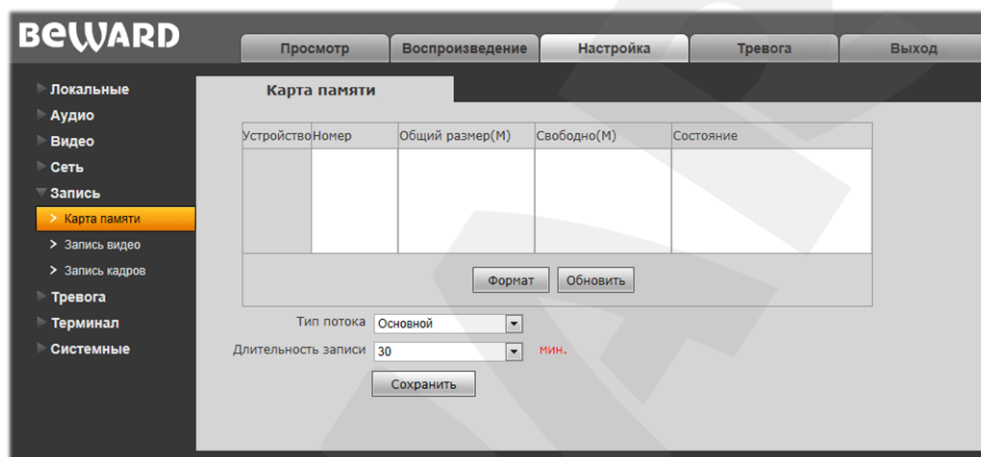 BEWARD
Просмотр Воспроизведение Настройка Тревога Выход
Локальные
Аудио
Видео
Сеть
Запись
> Карта памяти
> Запись видео
> Запись кадров
Тревога
Терминал
Системные
Карта памяти
Устройство Номер Общий размер(М) Свободно(М) Состояние
Формат Обновить
Тип потока Основной
Длительность записи 30 мин.
Сохранить